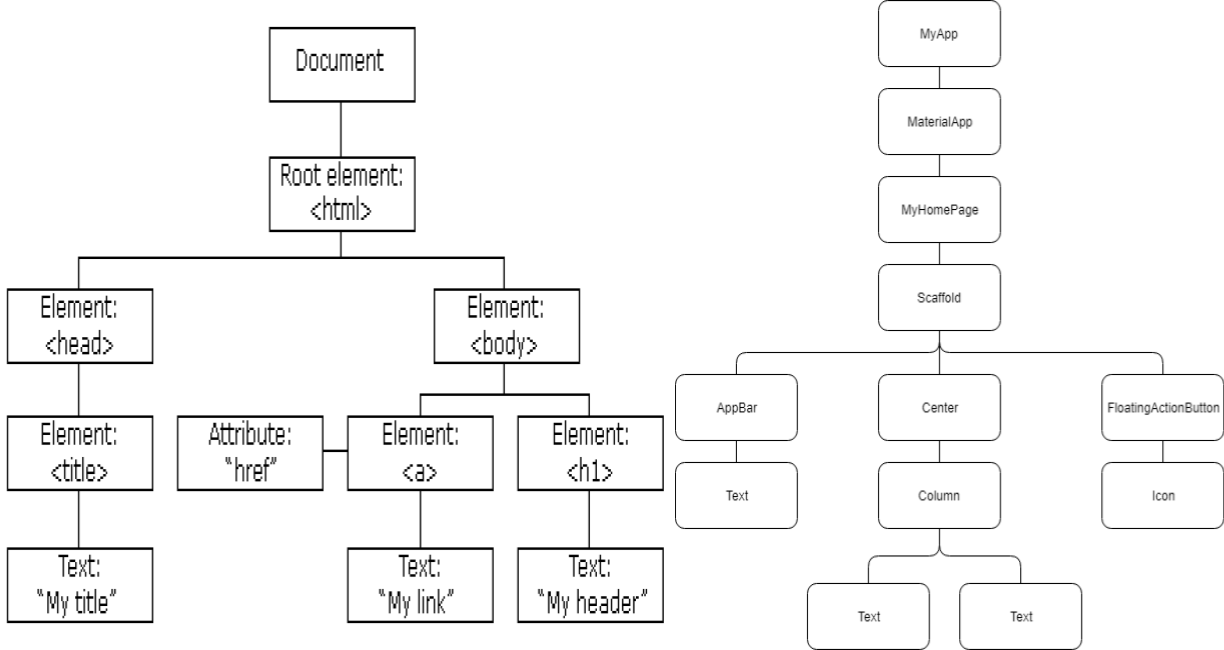 Document
Root element:
<html>
Element:
<head>
Element:
<body>
Element:
<title>
Attribute:
“href”
Element:
<a>
Element:
<h1>
Text:
“My title”
Text:
“My link”
Text:
“My header”
MyApp
MaterialApp
MyHomePage
Scaffold
AppBar
Center
FloatingActionButton
Text
Column
Icon
Text
Text